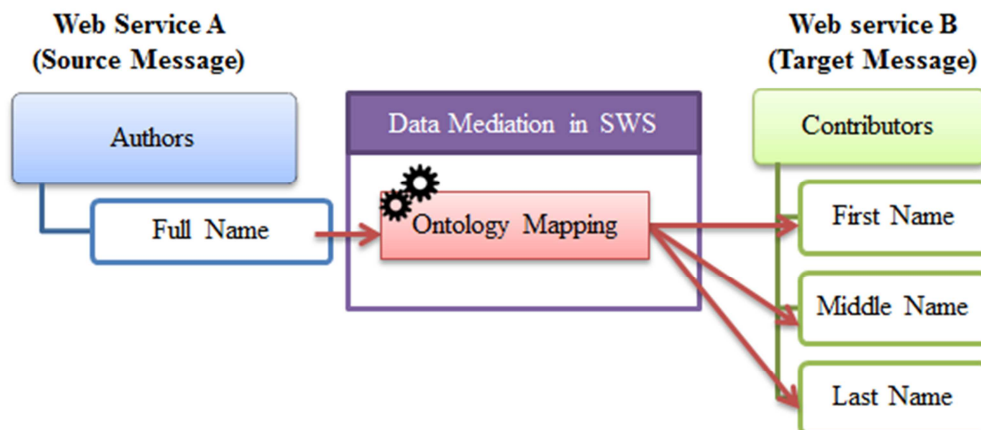 Web Service A
(Source Message)
Authors
Full Name
Data Mediation in SWS
Ontology Mapping
Web service B
(Target Message)
Contributors
First Name
Middle Name
Last Name